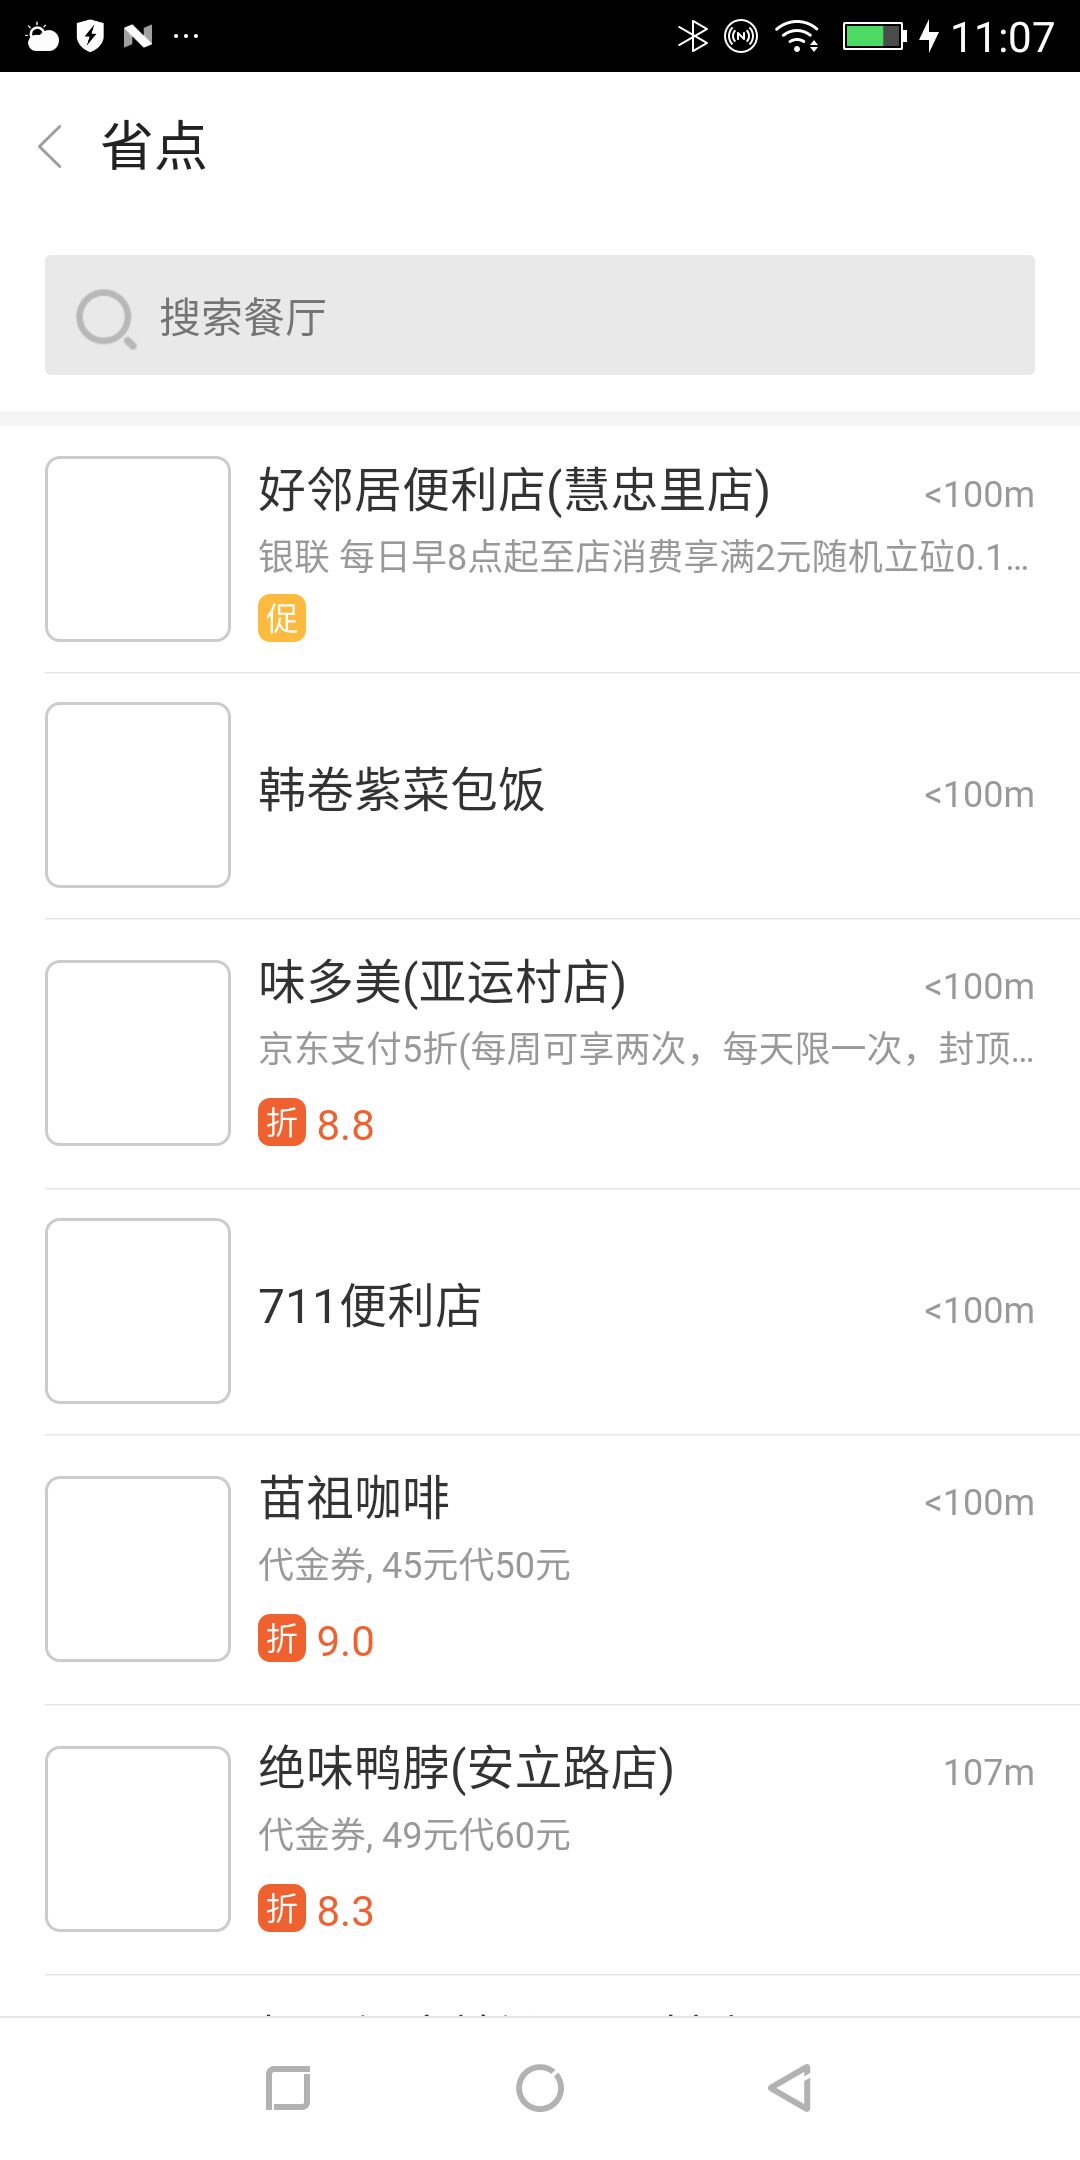 11:07
省点
搜索餐厅
好邻居便利店(慧忠里店)
<100m
银联 每日早8点起至店消费享满2元随机立砬0.1...
促
韩卷紫菜包饭
<100m
味多美(亚运村店)
<100m
京东支付5折(每周可享两次，每天限一次，封顶...
折 8.8
711便利店
<100m
苗祖咖啡
<100m
代金券, 45元代50元
折 9.0
绝味鸭脖(安立路店)
107m
代金券, 49元代60元
折 8.3